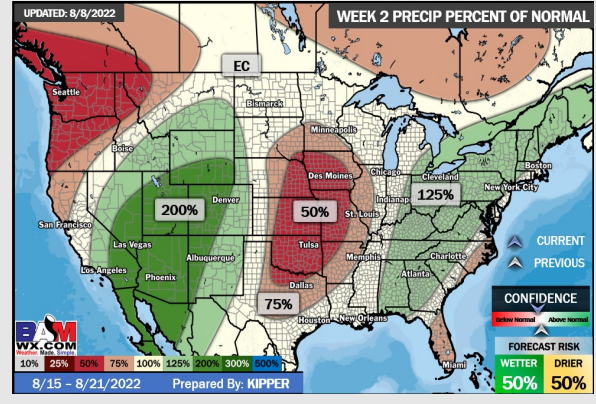 UPDATED: 8/8/2022
WEEK 2 PRECIP PERCENT OF NORMAL
EC
Seattle
Bismarck
Minneapolis
Boise
Boston
Des Moines
Chicago
Cleveland
New York City
125%
200%
Denver
50%
Indianap
St. Louis
San Francisco
Las Vegas
Tulsa
Albuquerque
Memphis
Charlotte
Los Angeles
Phoenix
Atlanta
Dallas
75%
Houston
New Orleans
Miami
CURRENT
PREVIOUS
CONFIDENCE
Below Normal
Above Normal
FORECAST RISK
WETTER
DRIER
50%
50%
BAM
WX.COM
Weather. Made. Simple.
10% 25% 50% 75% 100% 125% 200% 300% 500%
8/15 – 8/21/2022
Prepared By: KIPPER